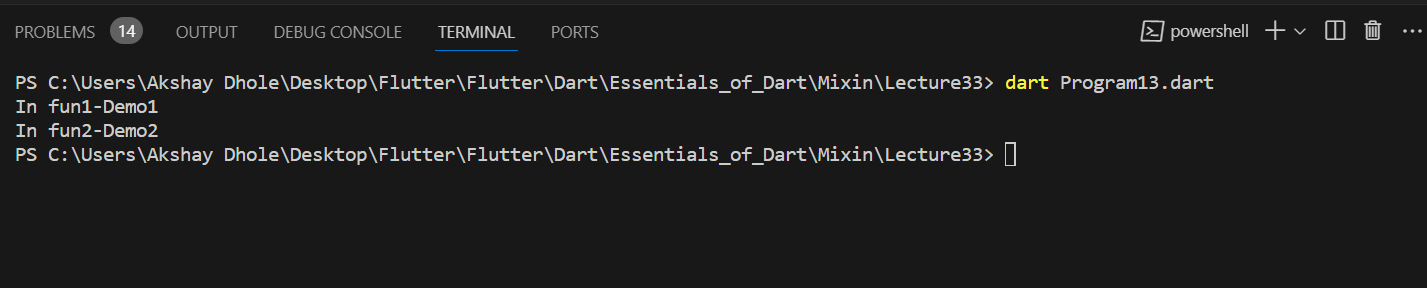 PROBLEMS 14 OUTPUT DEBUG CONSOLE TERMINAL PORTS powershell
PS C:\Users\Akshay Dhole\Desktop\Flutter\Flutter\Dart\Essentials_of_Dart\Mixin\Lecture33> dart Program13.dart
In fun1-Demo1
In fun2-Demo2
PS C:\Users\Akshay Dhole\Desktop\Flutter\Flutter\Dart\Essentials_of_Dart\Mixin\Lecture33>